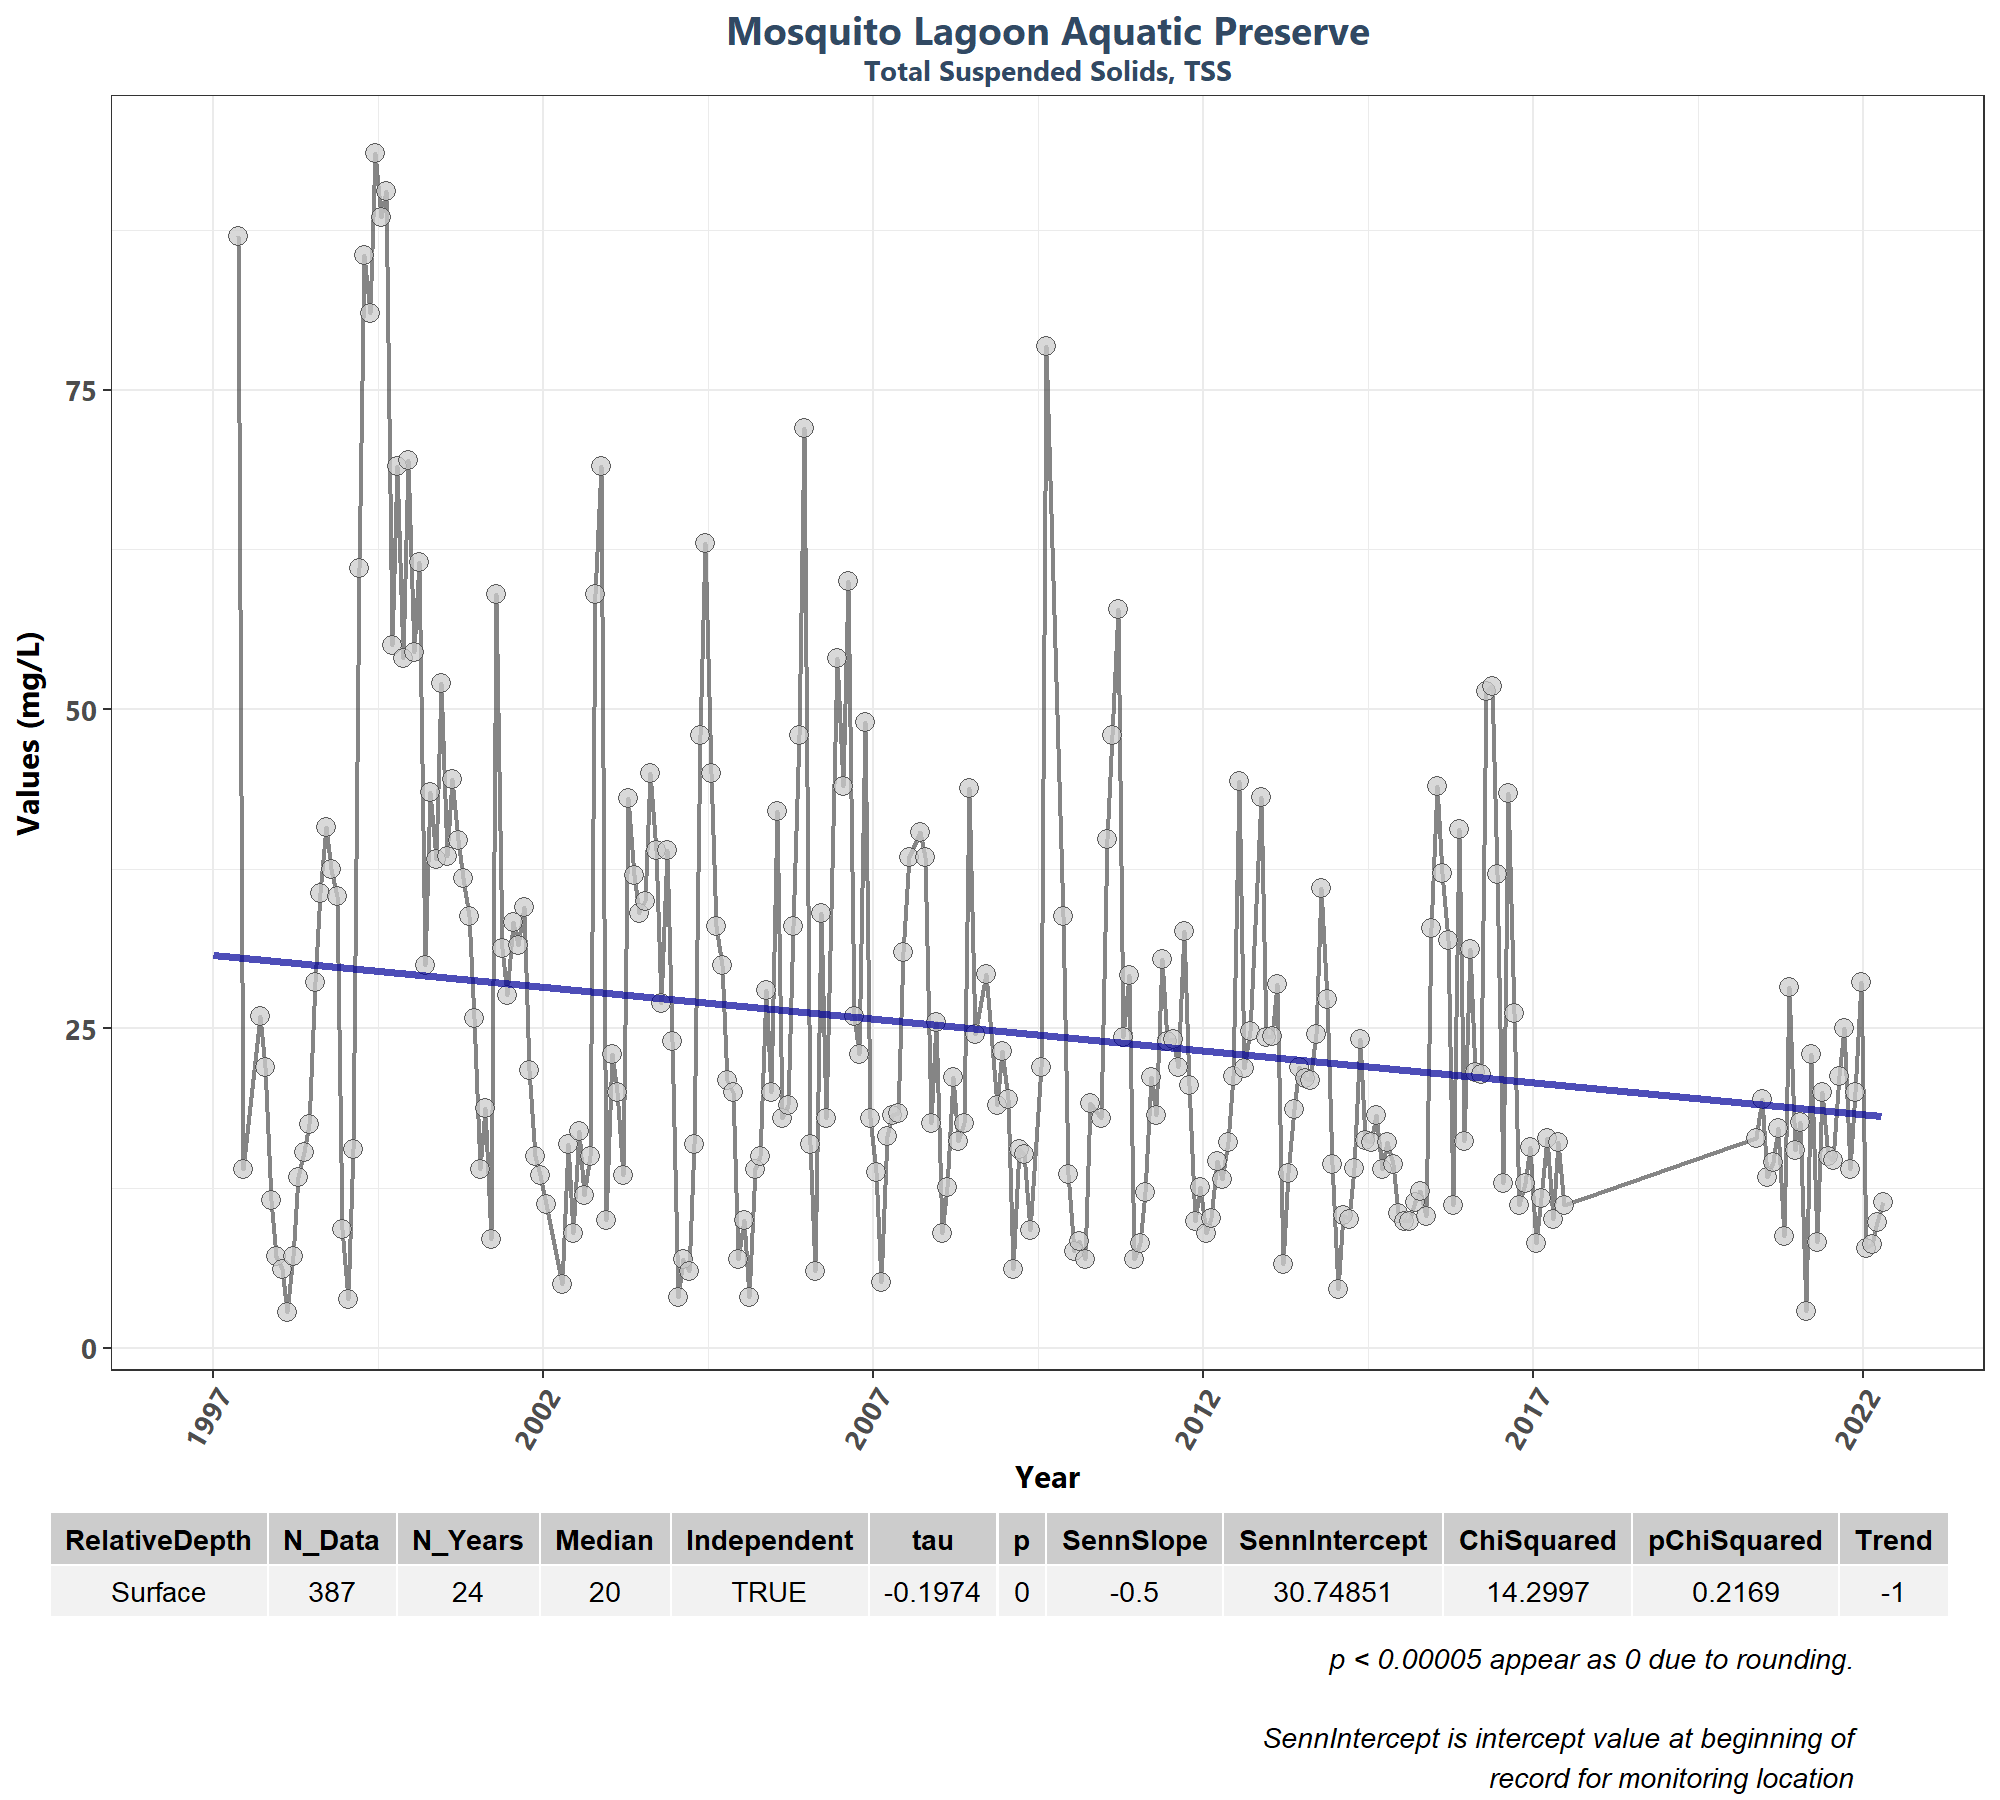 Mosquito Lagoon Aquatic Preserve
Total Suspended Solids, TSS
Values (mg/L)
75
50
25
0
1997
2002
2007
2012
2017
2022
Year
RelativeDepth N_Data N_Years Median Independent tau p SennSlope SennIntercept ChiSquared pChiSquared Trend
Surface 387 24 20 TRUE -0.1974 0 -0.5 30.74851 14.2997 0.2169 -1
p < 0.00005 appear as 0 due to rounding.
SennIntercept is intercept value at beginning of
record for monitoring location